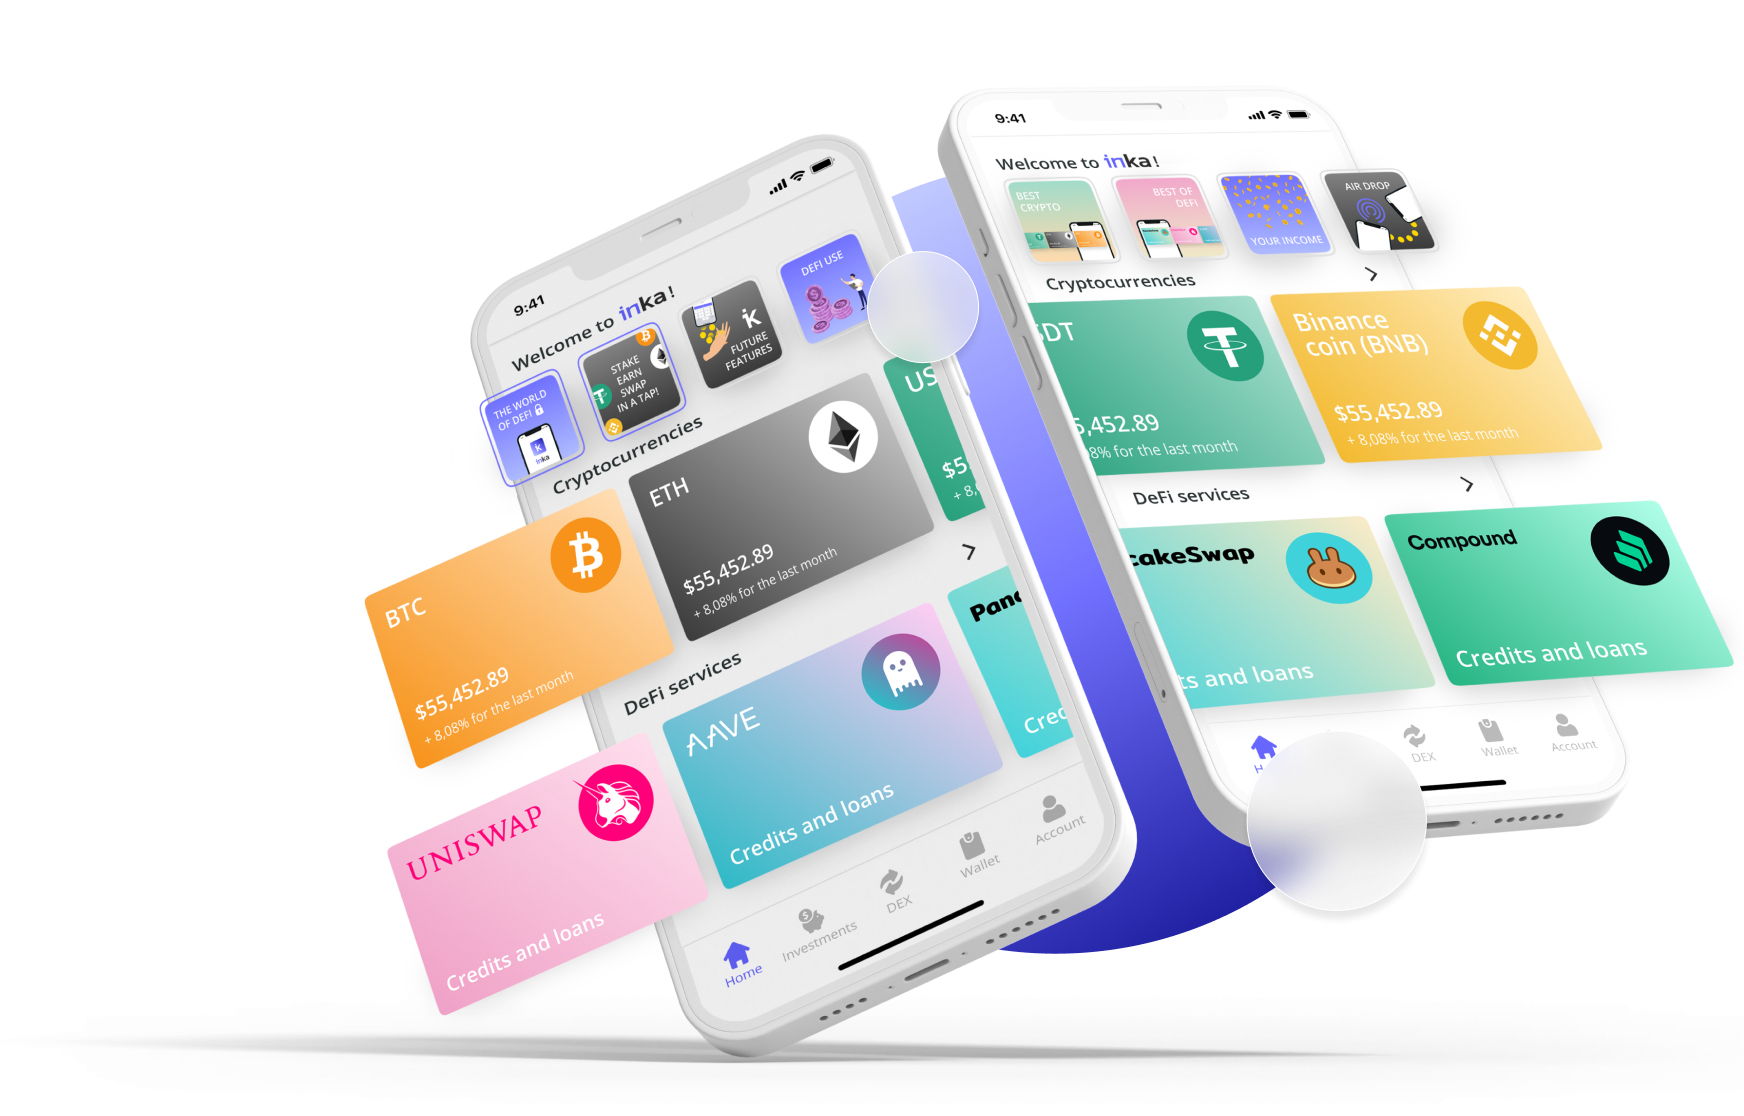 9:41
Welcome to inka!
THE WORLD
OF DEFI
inka
STAKE
EARN
SWAP
IN A TAP!
FUTURE
FEATURES
DEFI USE
Cryptocurrencies
BTC
$55,452.89
+ 8,08% for the last month
ETH
$55,452.89
+ 8,08% for the last month
US
$55
+ 8,0
DeFi services
UNISWAP
Credits and loans
AAVE
Credits and loans
Panc
Cred
Home
Investments
DEX
Wallet
Account
9:41
Welcome to inka!
BEST
CRYPTO
BEST OF
DEFI
YOUR INCOME
AIR DROP
Cryptocurrencies
SDT
5,452.89
8% for the last month
Binance
coin (BNB)
$55,452.89
+ 8,08% for the last month
DeFi services
cakeSwap
ts and loans
Compound
Credits and loans
DEX
Wallet
Account